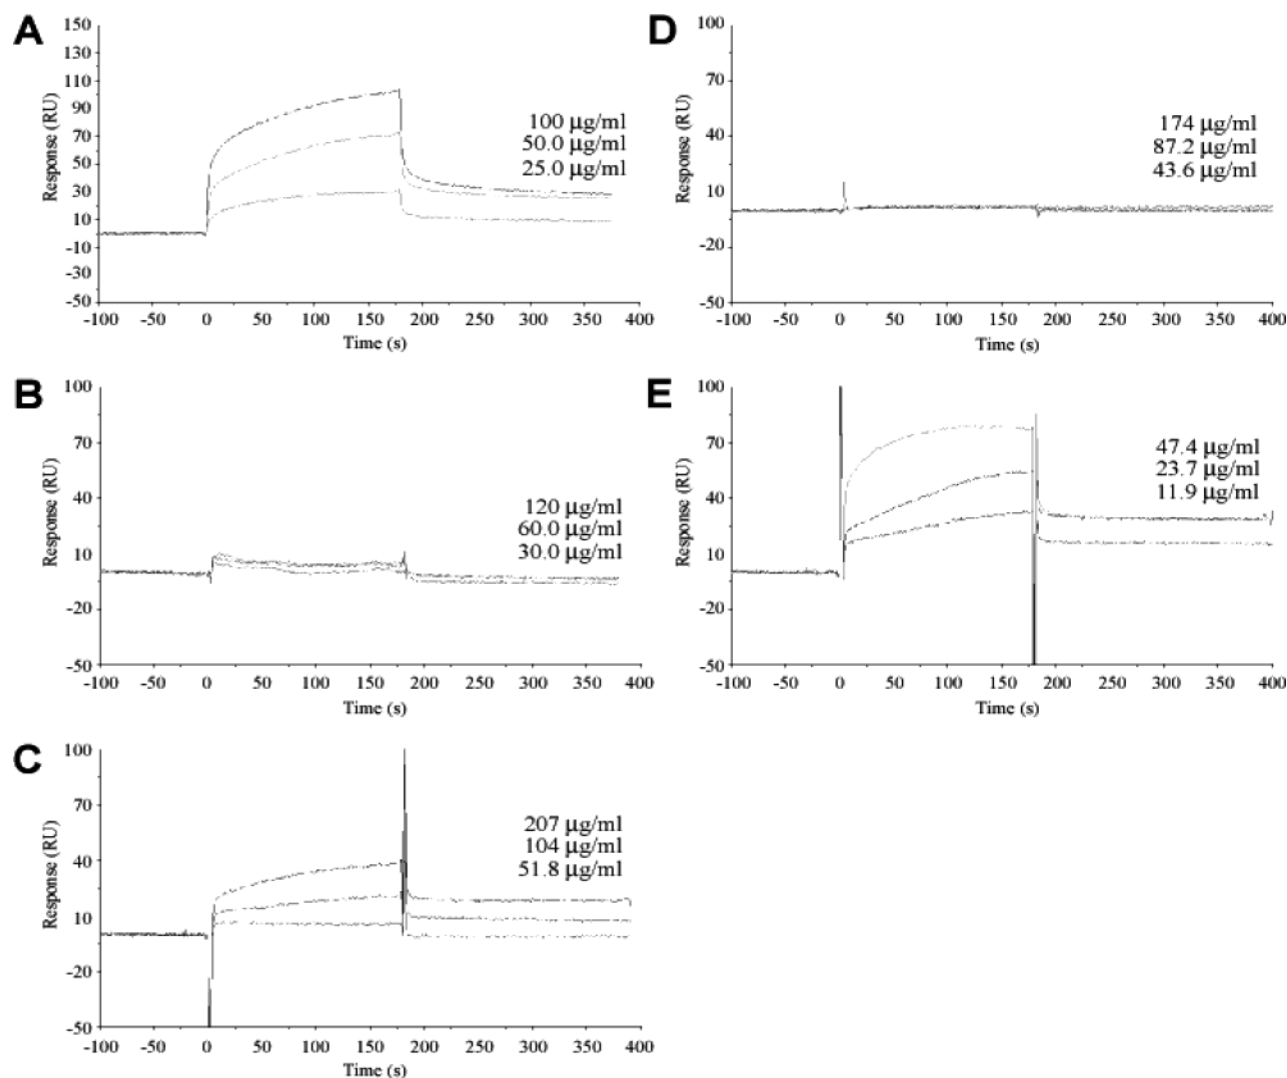 A
150
130
110
90
70
50
30
10
-10
-30
-50
Response (RU)
100 µg/ml
50.0 µg/ml
25.0 µg/ml
-100 -50 0 50 100 150 200 250 300 350 400
Time (s)
D
100
70
40
10
-20
-50
Response (RU)
174 µg/ml
87.2 µg/ml
43.6 µg/ml
-100 -50 0 50 100 150 200 250 300 350 400
Time (s)
B
100
70
40
10
-20
-50
Response (RU)
120 µg/ml
60.0 µg/ml
30.0 µg/ml
-100 -50 0 50 100 150 200 250 300 350 400
Time (s)
E
100
70
40
10
-20
-50
Response (RU)
47.4 µg/ml
23.7 µg/ml
11.9 µg/ml
-100 -50 0 50 100 150 200 250 300 350 400
Time (s)
C
100
70
40
10
-20
-50
Response (RU)
207 µg/ml
104 µg/ml
51.8 µg/ml
-100 -50 0 50 100 150 200 250 300 350 400
Time (s)